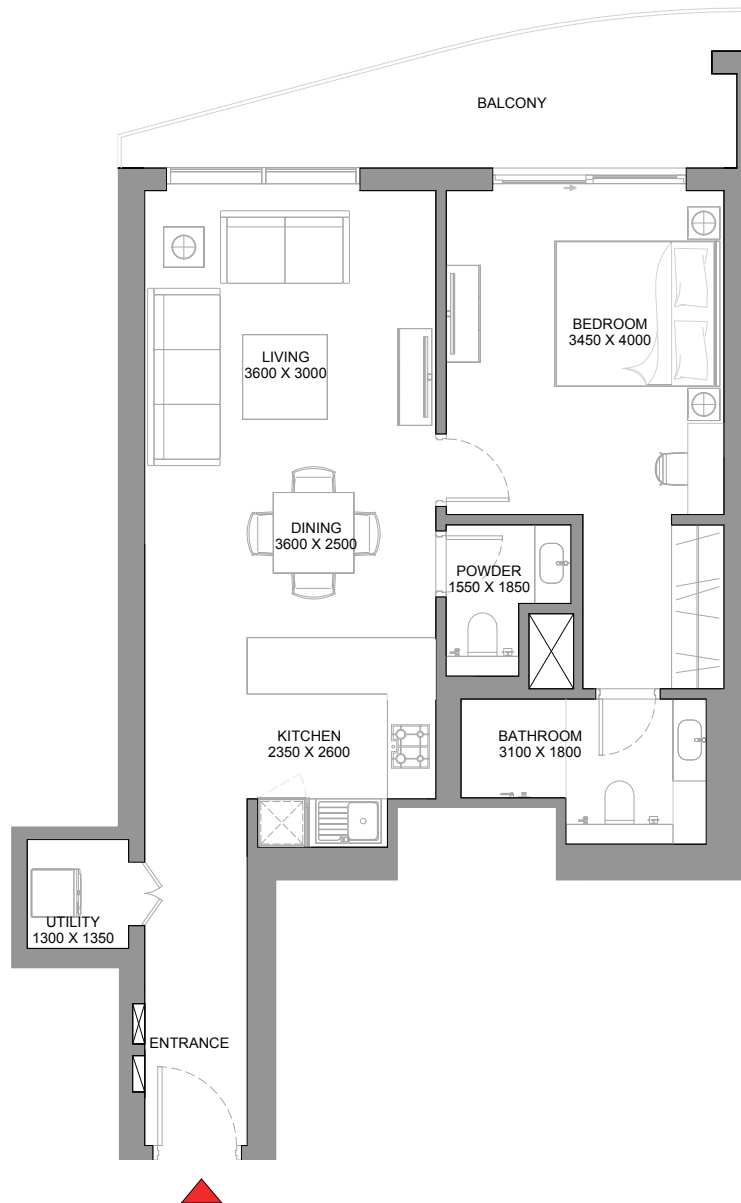 BALCONY
LIVING
3600 X 3000
BEDROOM
3450 X 4000
DINING
3600 X 2500
POWDER
1550 X 1850
KITCHEN
2350 X 2600
BATHROOM
3100 X 1800
UTILITY
1300 X 1350
ENTRANCE